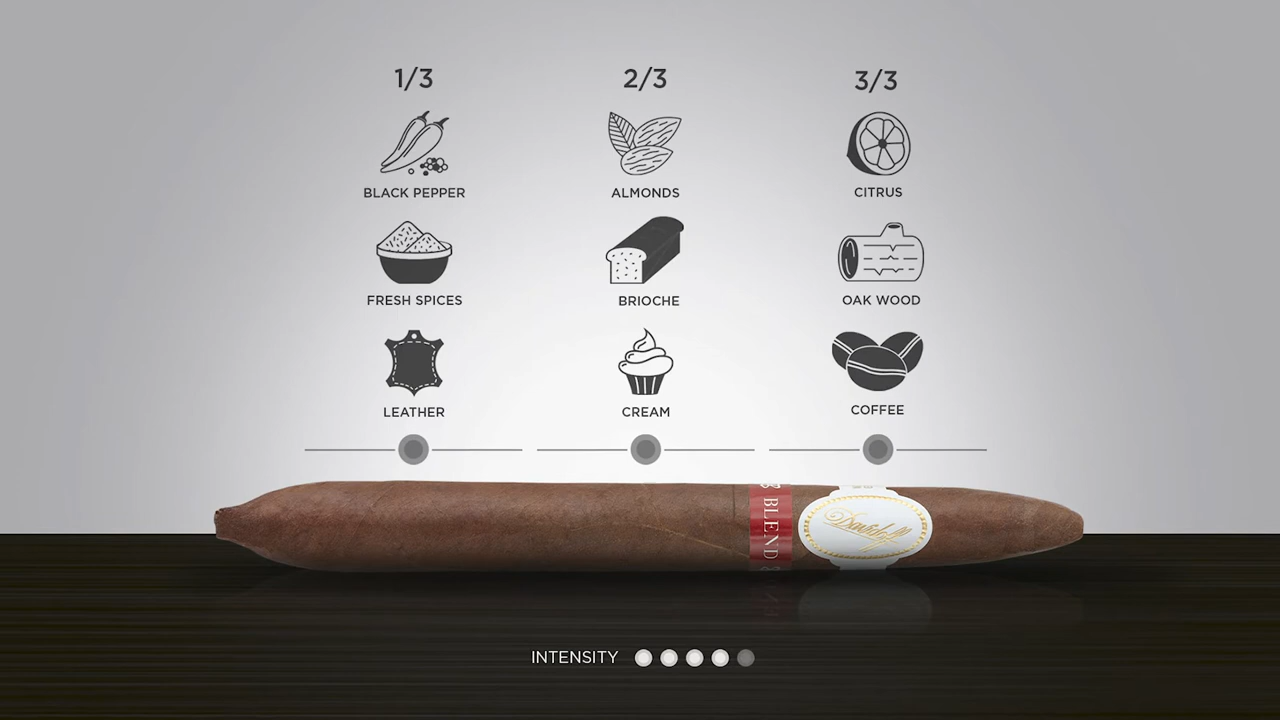 1/3
2/3
3/3
BLACK PEPPER
ALMONDS
CITRUS
FRESH SPICES
BRIOCHE
OAK WOOD
LEATHER
CREAM
COFFEE
BLEND
Davidoff
INTENSITY